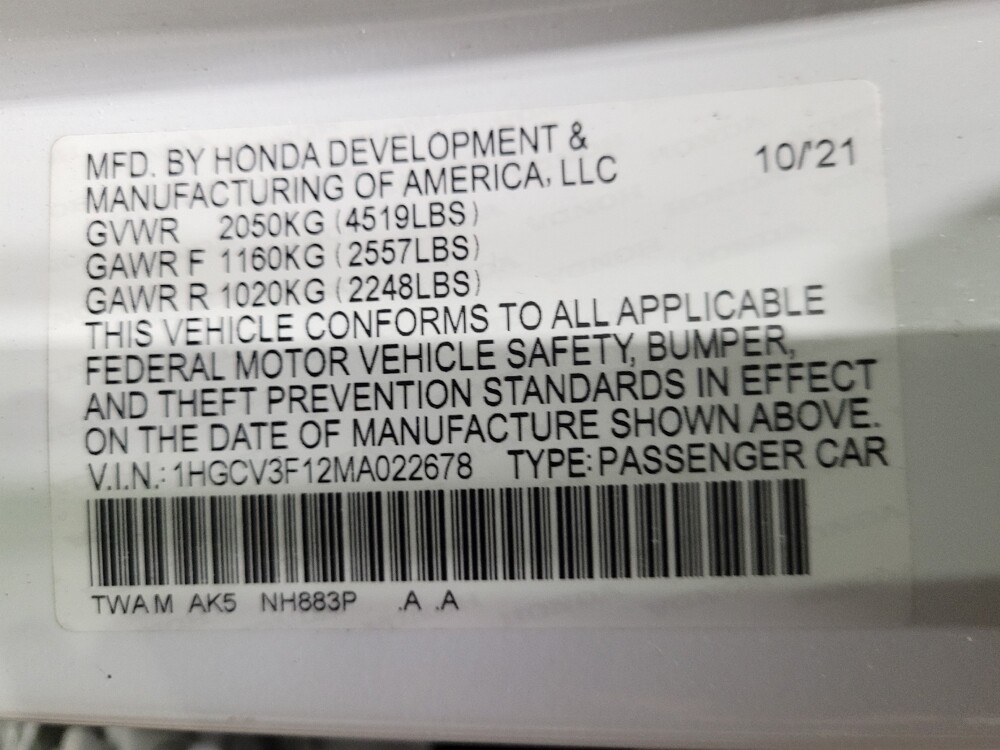 MFD. BY HONDA DEVELOPMENT &
MANUFACTURING OF AMERICA, LLC
10/'21
GVWR 2050KG (4519LBS)
GAWR F 1160KG (2557LBS)
GAWR R 1020KG (2248LBS)
THIS VEHICLE CONFORMS TO ALL APPLICABLE
FEDERAL MOTOR VEHICLE SAFETY, BUMPER,
AND THEFT PREVENTION STANDARDS IN EFFECT
ON THE DATE OF MANUFACTURE SHOWN ABOVE.
V.I.N.: 1HGCV3F12MA022678 TYPE: PASSENGER CAR
TWAM AK5 NH883P .A .A